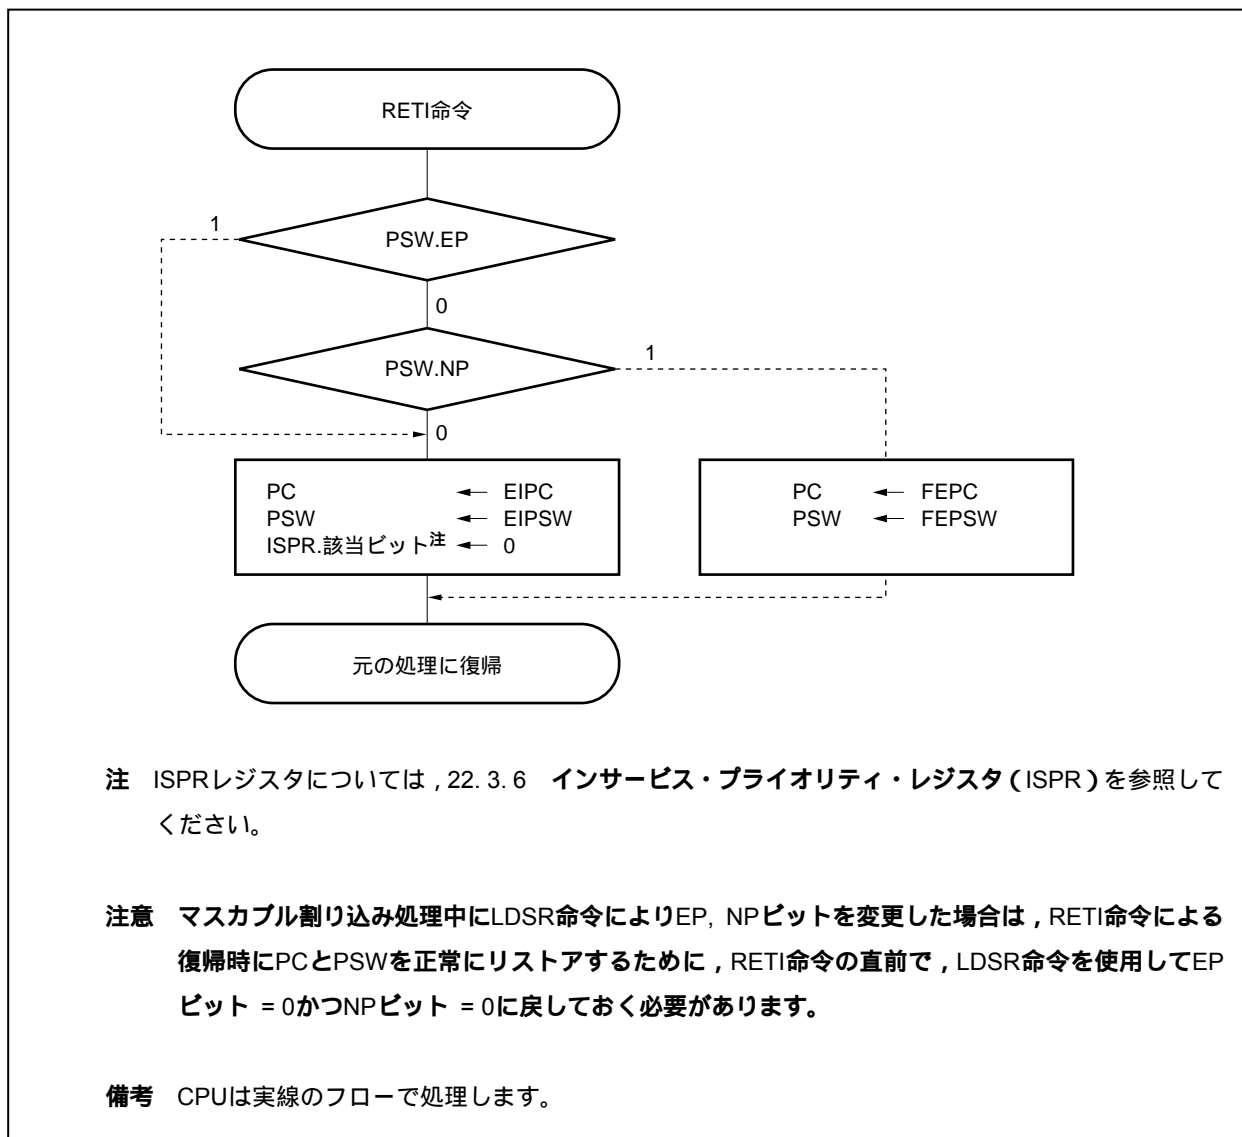 RETI命令
1
PSW.EP
0
PSW.NP
1
0
PC ← EIPC
PSW ← EIPSW
ISPR.該当ビット注 ← 0
PC ← FEPC
PSW ← FEPSW
元の処理に復帰
注 ISPRレジスタについては，22. 3. 6 インサービス・プライオリティ・レジスタ（ISPR）を参照して
ください。
注意 マスカブル割り込み処理中にLDSR命令によりEP, NPビットを変更した場合は，RETI命令による
復帰時にPCとPSWを正常にリストアするために，RETI命令の直前で，LDSR命令を使用してEP
ビット = 0かつNPビット = 0に戻しておく必要があります。
備考 CPUは実線のフローで処理します。